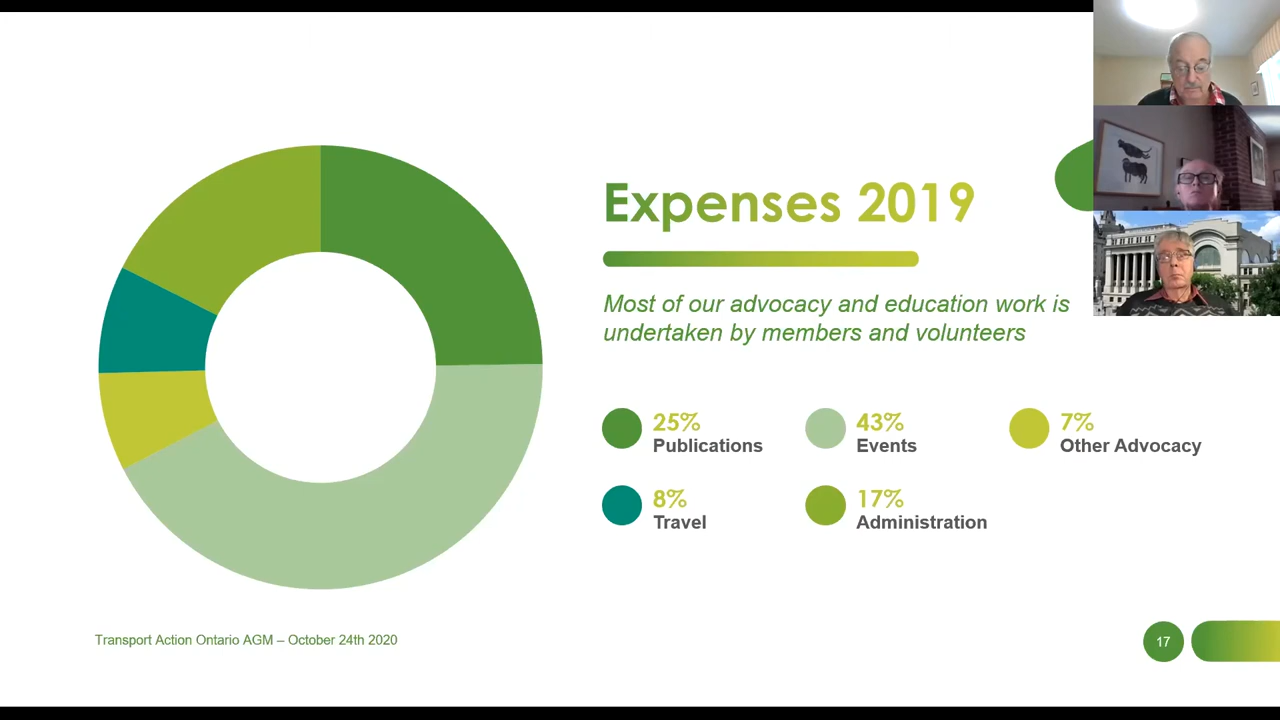 Expenses 2019
Most of our advocacy and education work is
undertaken by members and volunteers
25%
Publications
43%
Events
7%
Other Advocacy
8%
Travel
17%
Administration
Transport Action Ontario AGM – October 24th 2020
17